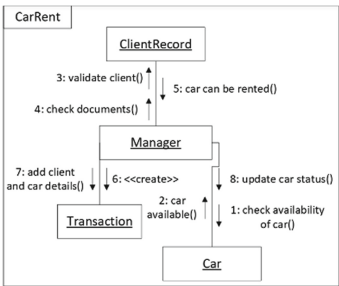 CarRent
ClientRecord
3: validate client()
5: car can be rented()
4: check documents()
Manager
7: add client
and car details()
6: <<create>>
8: update car status()
2: car
available()
1: check availability
of car()
Transaction
Car